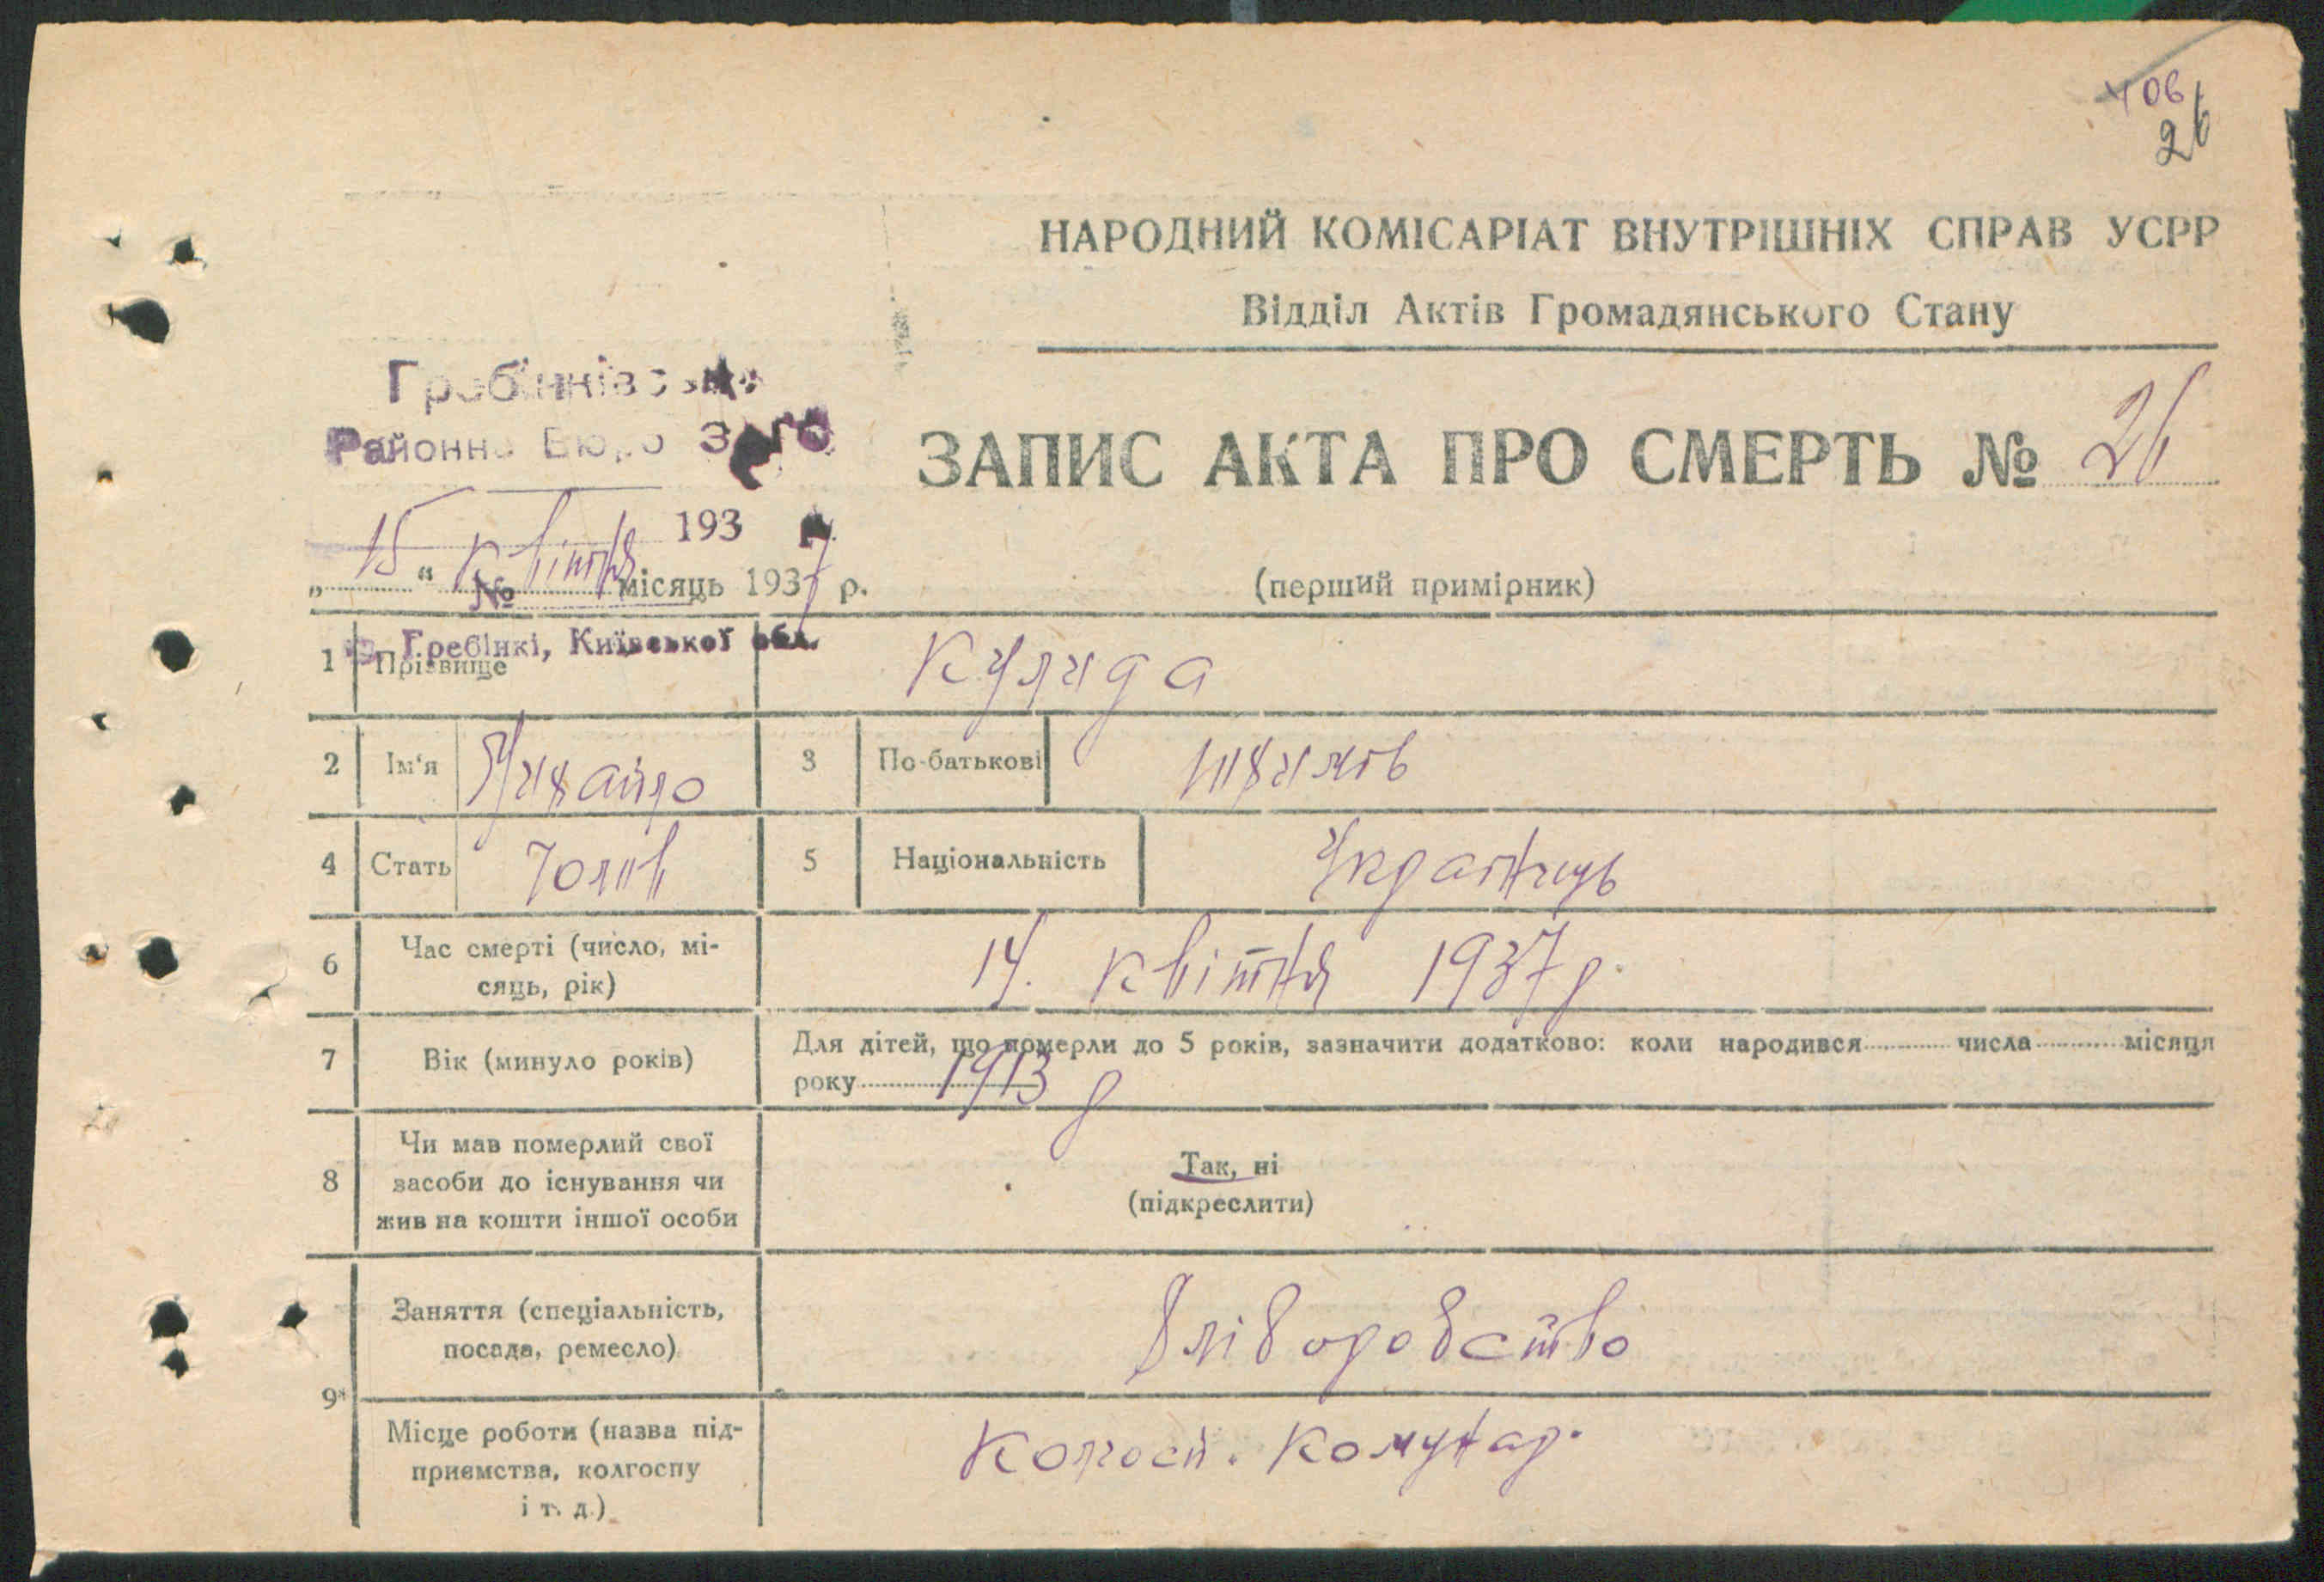 406
26
НАРОДНИЙ КОМІСАРІАТ ВНУТРІШНІХ СПРАВ УСРР
Відділ Актів Громадянського Стану
Гребіннівське
Районне Бюро ЗАГС
ЗАПИС АКТА ПРО СМЕРТЬ № 26
193
„15" квітня місяць 1937 р.
№
(перший примірник)
с. Гребінкі, Київської обл.
1 Прізвище Кулида
2 Ім'я Михайло 3 По-батькові
4 Стать Чолов 5 Національність Українець
6 Час смерті (число, мі-
сяць, рік) 14. квітня 1937 р.
7 Вік (минуло років) Для дітей, що померли до 5 років, зазначити додатково: коли народився числа місяця
року 1913 р
8 Чи мав померлий свої
засоби до існування чи
жив на кошти іншої особи
Так, ні
(підкреслити)
9 Заняття (спеціальність,
посада, ремесло) Хліборобство
Місце роботи (назва під-
приємства, колгоспу
і т. д.) Колгосп. Комунар.